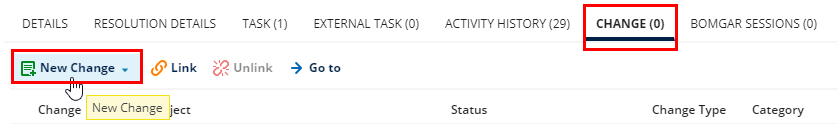 DETAILS RESOLUTION DETAILS TASK (1) EXTERNAL TASK (0) ACTIVITY HISTORY (29) CHANGE (0) BOMGAR SESSIONS (0)
New Change Link Unlink Go to
Change ject Status Change Type Category
New Change